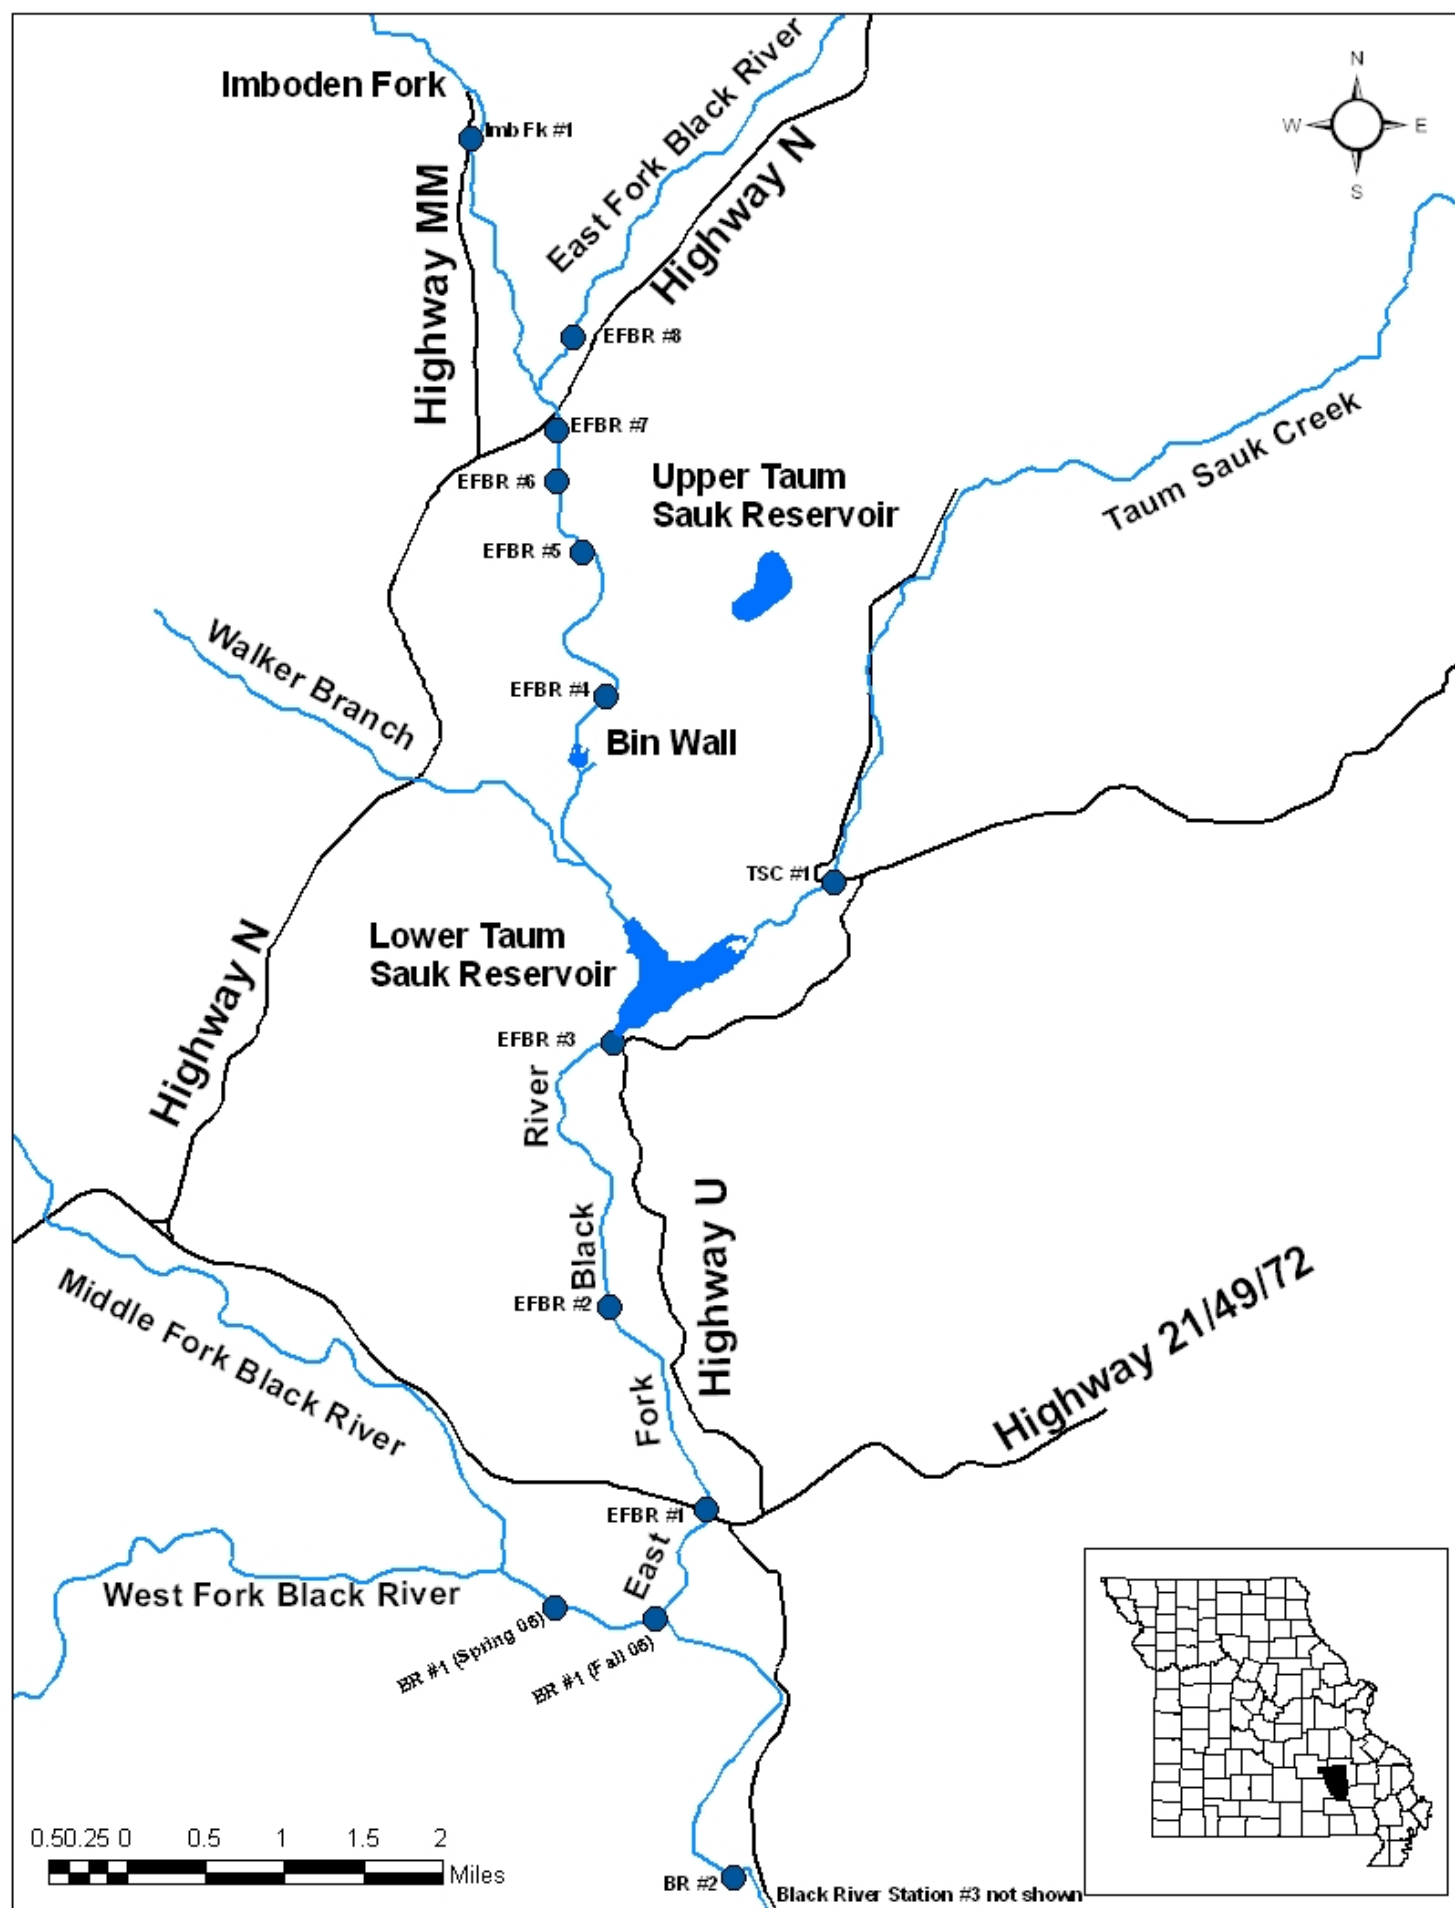 Imboden Fork
Imb Fk #1
East Fork Black River
Highway N
N
W
E
S
Highway MM
EFBR #8
EFBR #7
EFBR #6
Upper Taum
Sauk Reservoir
Taum Sauk Creek
EFBR #5
Walker Branch
EFBR #4
Bin Wall
TSC #1
Lower Taum
Sauk Reservoir
Highway N
EFBR #3
River
Black
EFBR #2
Highway U
Middle Fork Black River
Fork
Highway 21/49/72
EFBR #1
East
West Fork Black River
BR #1 (Spring 06)
BR #1 (Fall 06)
0.50.25 0 0.5 1 1.5 2
Miles
BR #2
Black River Station #3 not shown